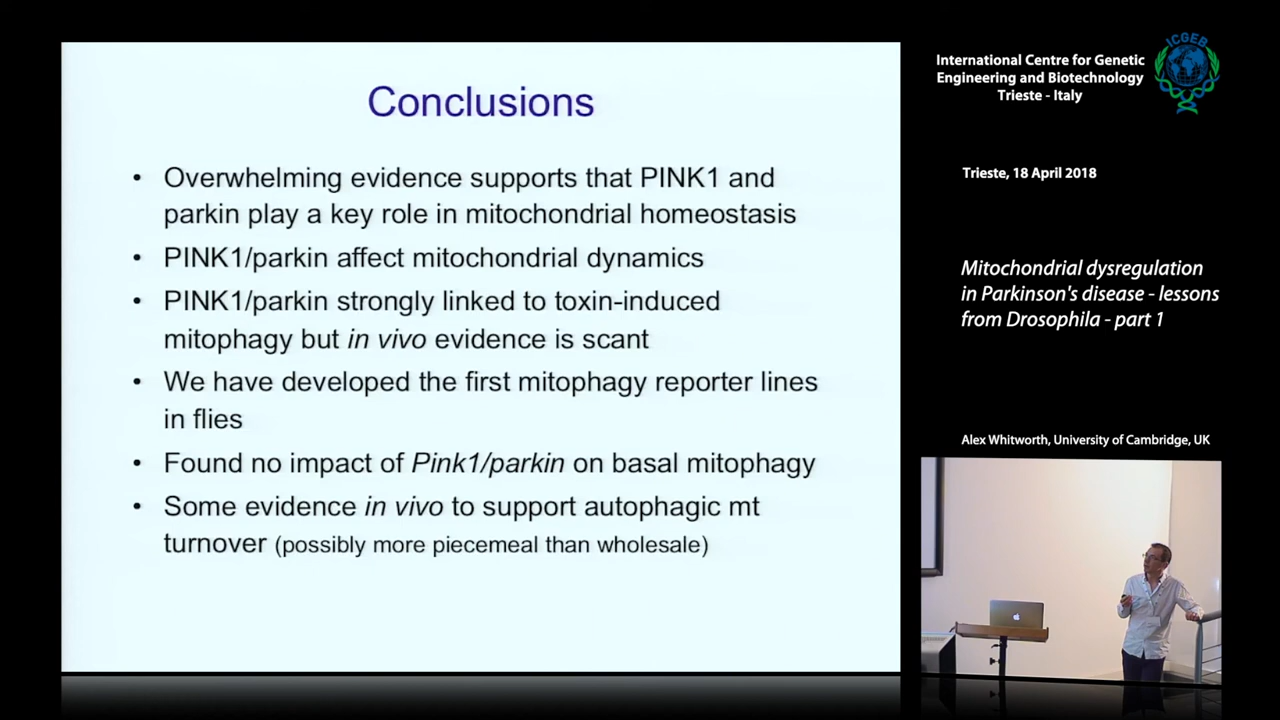 Conclusions
• Overwhelming evidence supports that PINK1 and
parkin play a key role in mitochondrial homeostasis
• PINK1/parkin affect mitochondrial dynamics
• PINK1/parkin strongly linked to toxin-induced
mitophagy but in vivo evidence is scant
• We have developed the first mitophagy reporter lines
in flies
• Found no impact of Pink1/parkin on basal mitophagy
• Some evidence in vivo to support autophagic mt
turnover (possibly more piecemeal than wholesale)
International Centre for Genetic
Engineering and Biotechnology
Trieste - Italy
ICGEB
Trieste, 18 April 2018
Mitochondrial dysregulation
in Parkinson's disease - lessons
from Drosophila - part 1
Alex Whitworth, University of Cambridge, UK